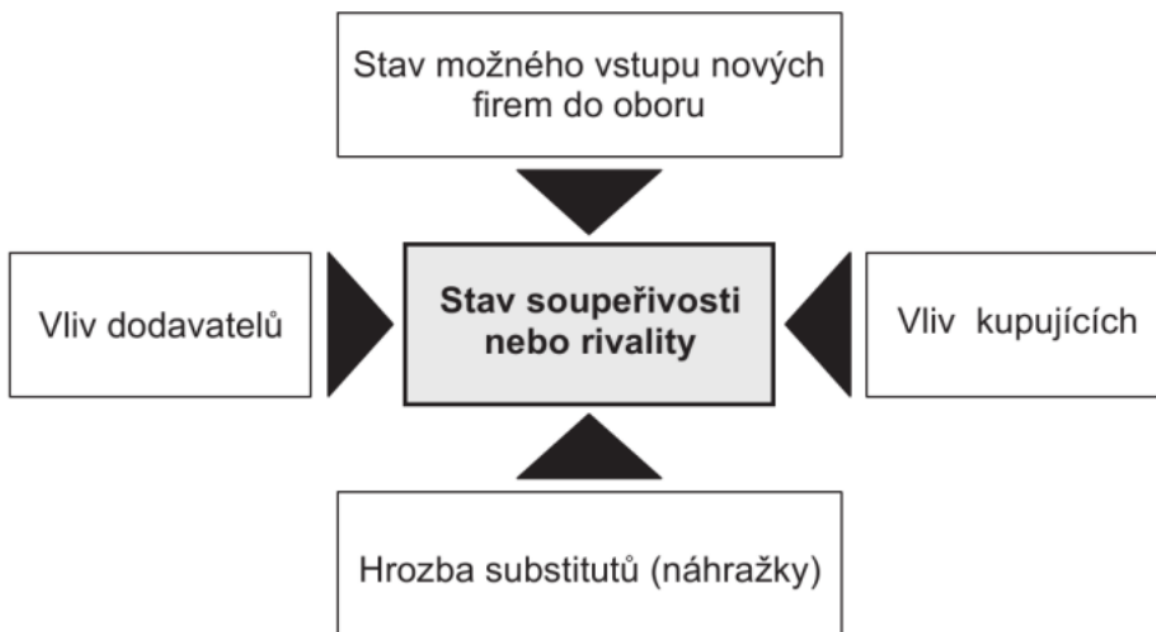 Stav možného vstupu nových
firem do oboru
Vliv dodavatelů
Stav soupeřivosti
nebo rivality
Vliv  kupujících
Hrozba substitutů (náhražky)